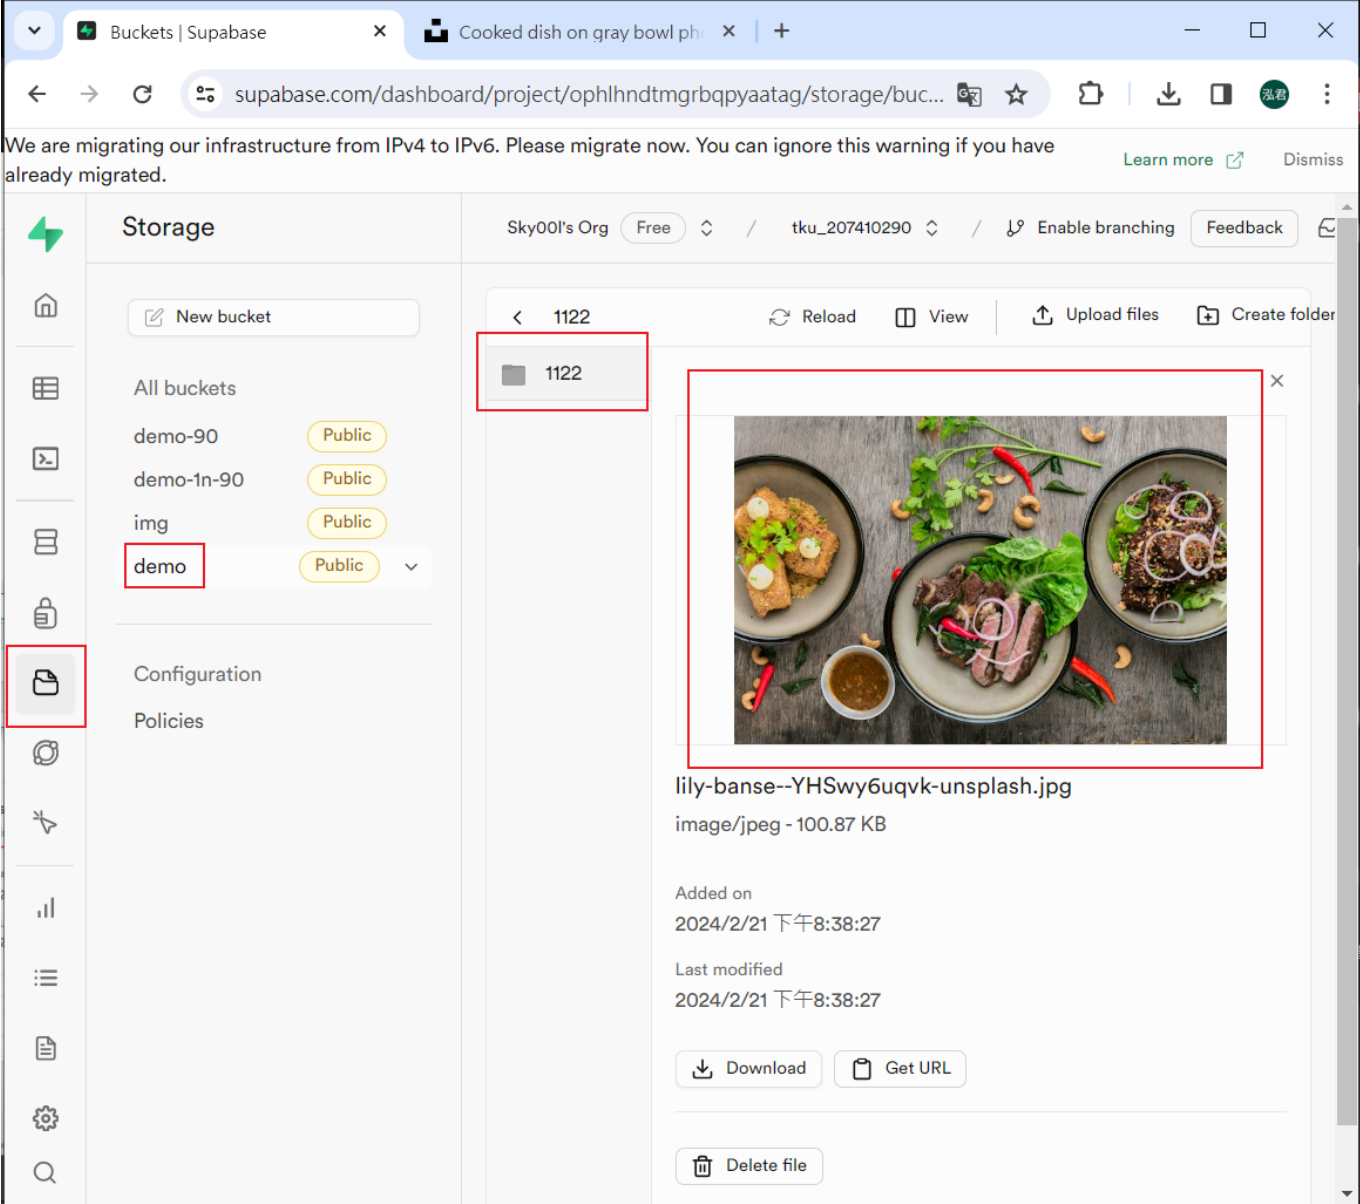 Buckets | Supabase
Cooked dish on gray bowl ph
supabase.com/dashboard/project/ophlhndtmgrbqpyaatag/storage/buc...
泓君
We are migrating our infrastructure from IPv4 to IPv6. Please migrate now. You can ignore this warning if you have
already migrated.
Learn more
Dismiss
Storage
Sky00l's Org
Free
/
tku_207410290
/
Enable branching
Feedback
New bucket
1122
Reload
View
Upload files
Create folder
1122
All buckets
demo-90
Public
demo-1n-90
Public
img
Public
demo
Public
Configuration
Policies
lily-banse--YHSwy6uqvk-unsplash.jpg
image/jpeg - 100.87 KB
Added on
2024/2/21 下午8:38:27
Last modified
2024/2/21 下午8:38:27
Download
Get URL
Delete file